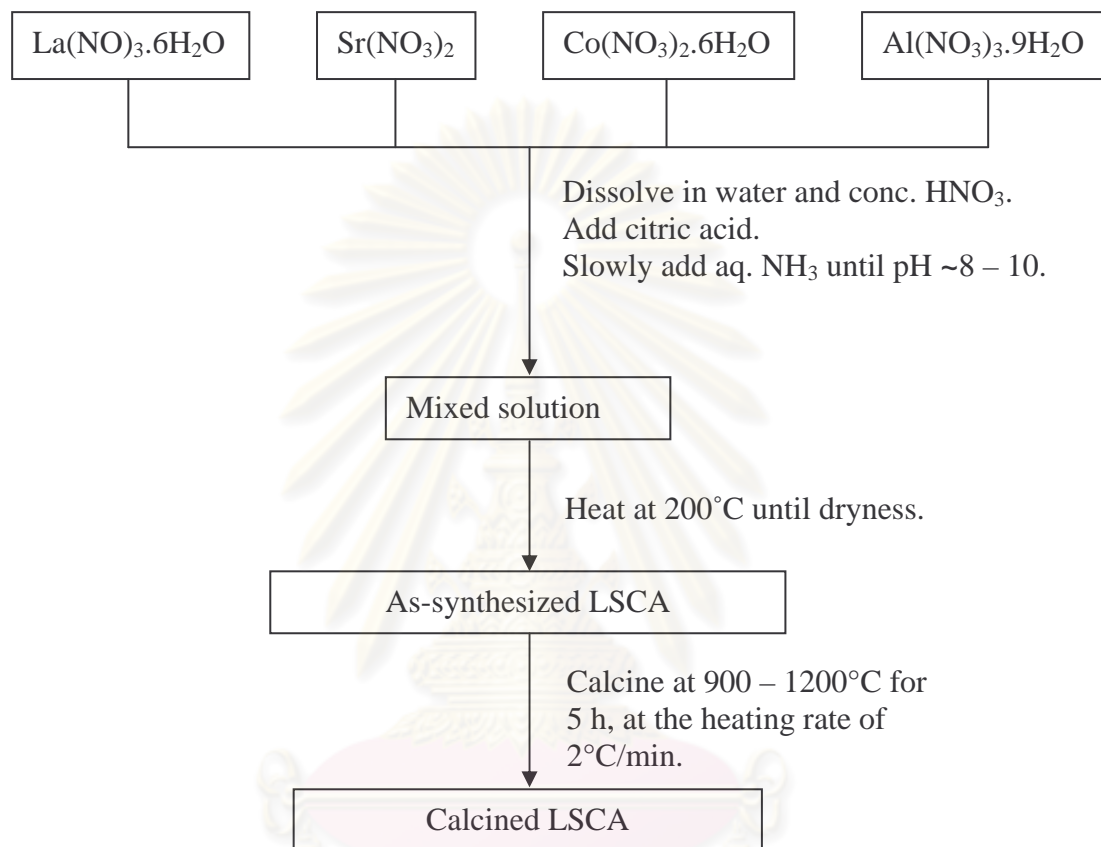 La(NO)₃.6H₂O
Sr(NO₃)₂
Co(NO₃)₂.6H₂O
Al(NO₃)₃.9H₂O
Dissolve in water and conc. HNO₃.
Add citric acid.
Slowly add aq. NH₃ until pH ~8 – 10.
Mixed solution
Heat at 200˚C until dryness.
As-synthesized LSCA
Calcine at 900 – 1200°C for
5 h, at the heating rate of
2°C/min.
Calcined LSCA